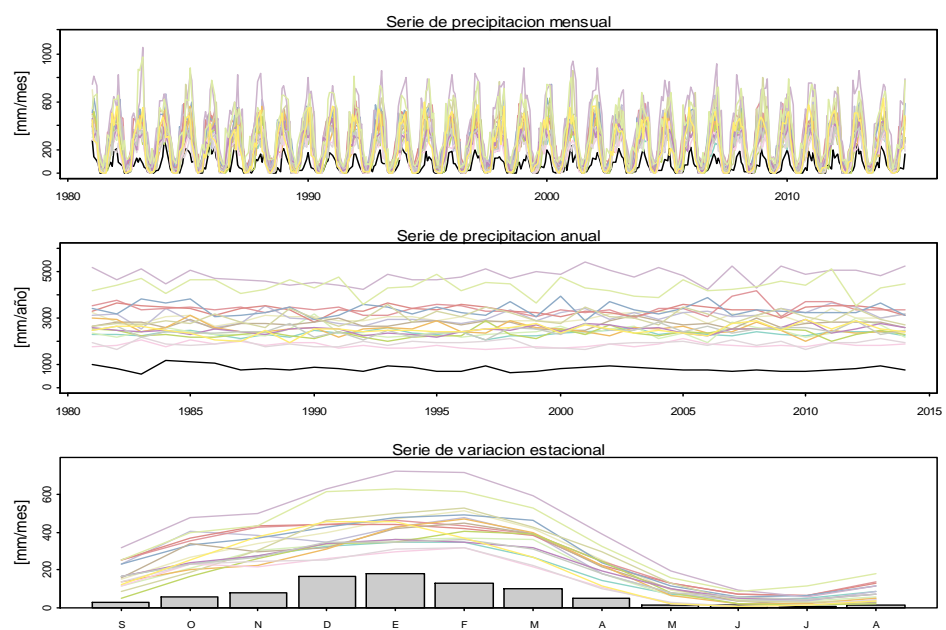 Serie de precipitacion mensual
[mm/mes]
1000
600
200
0
1980 1990 2000 2010
Serie de precipitacion anual
[mm/año]
5000
3000
1000
0
1980 1985 1990 1995 2000 2005 2010 2015
Serie de variacion estacional
[mm/mes]
600
400
200
0
S O N D E F M A M J J A